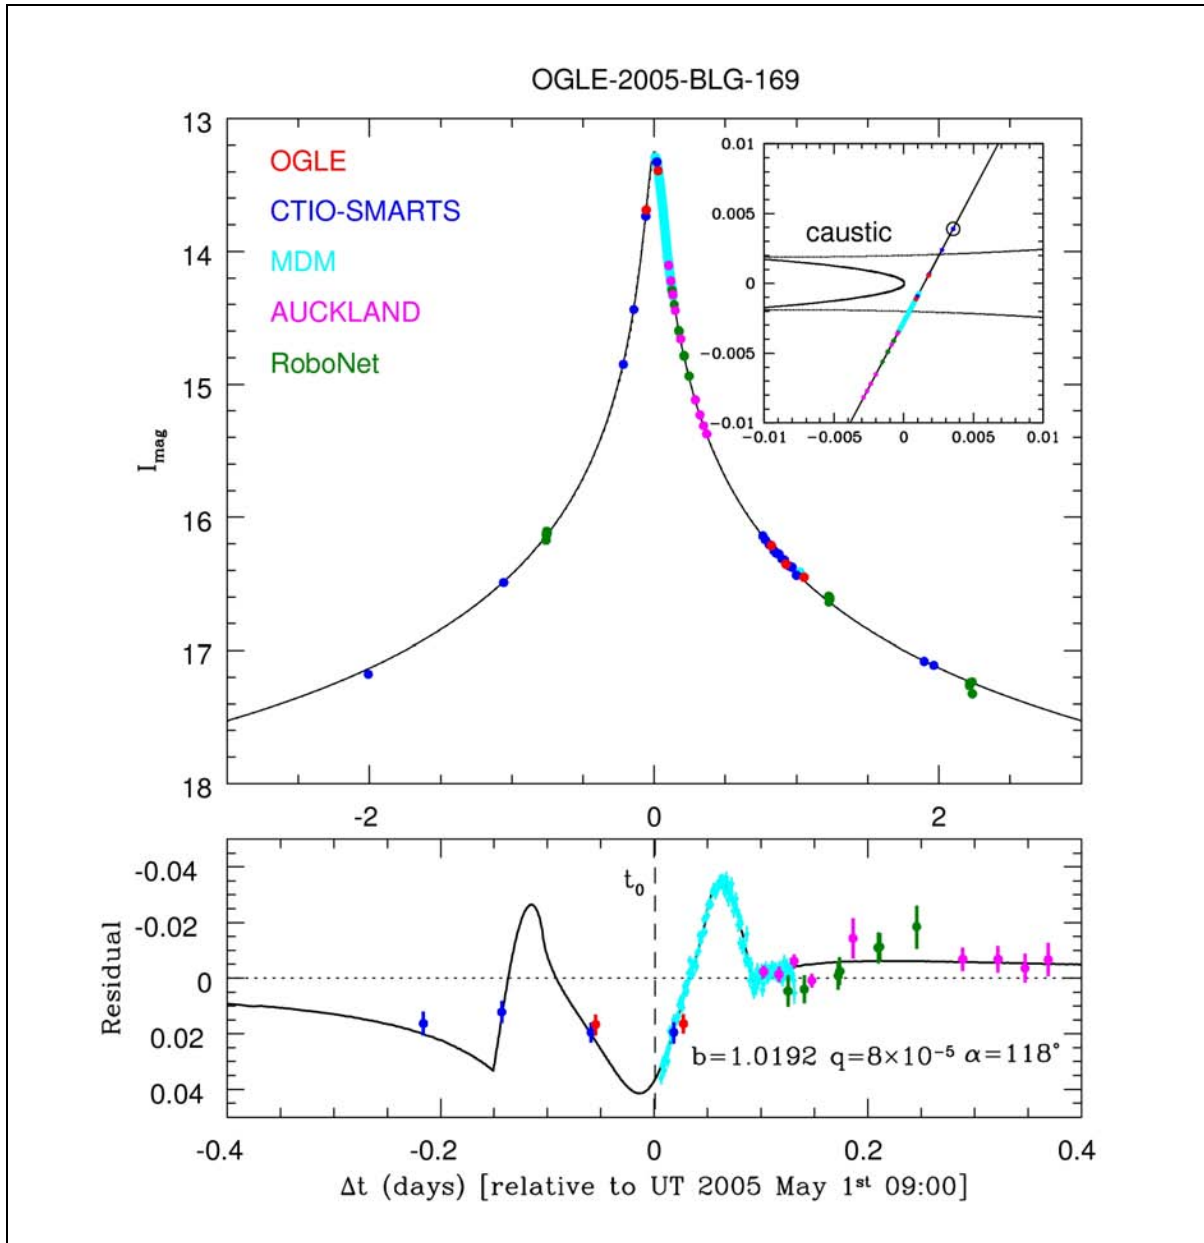 OGLE-2005-BLG-169
13
14
15
16
17
18
I_mag
OGLE
CTIO-SMARTS
MDM
AUCKLAND
RoboNet
caustic
0.01
0.005
0
−0.005
−0.01
−0.01 −0.005 0 0.005 0.01
-2 0 2
-0.04
-0.02
0
0.02
0.04
Residual
t₀
b=1.0192 q=8×10⁻⁵ α=118°
-0.4 -0.2 0 0.2 0.4
Δt (days) [relative to UT 2005 May 1ˢᵗ 09:00]